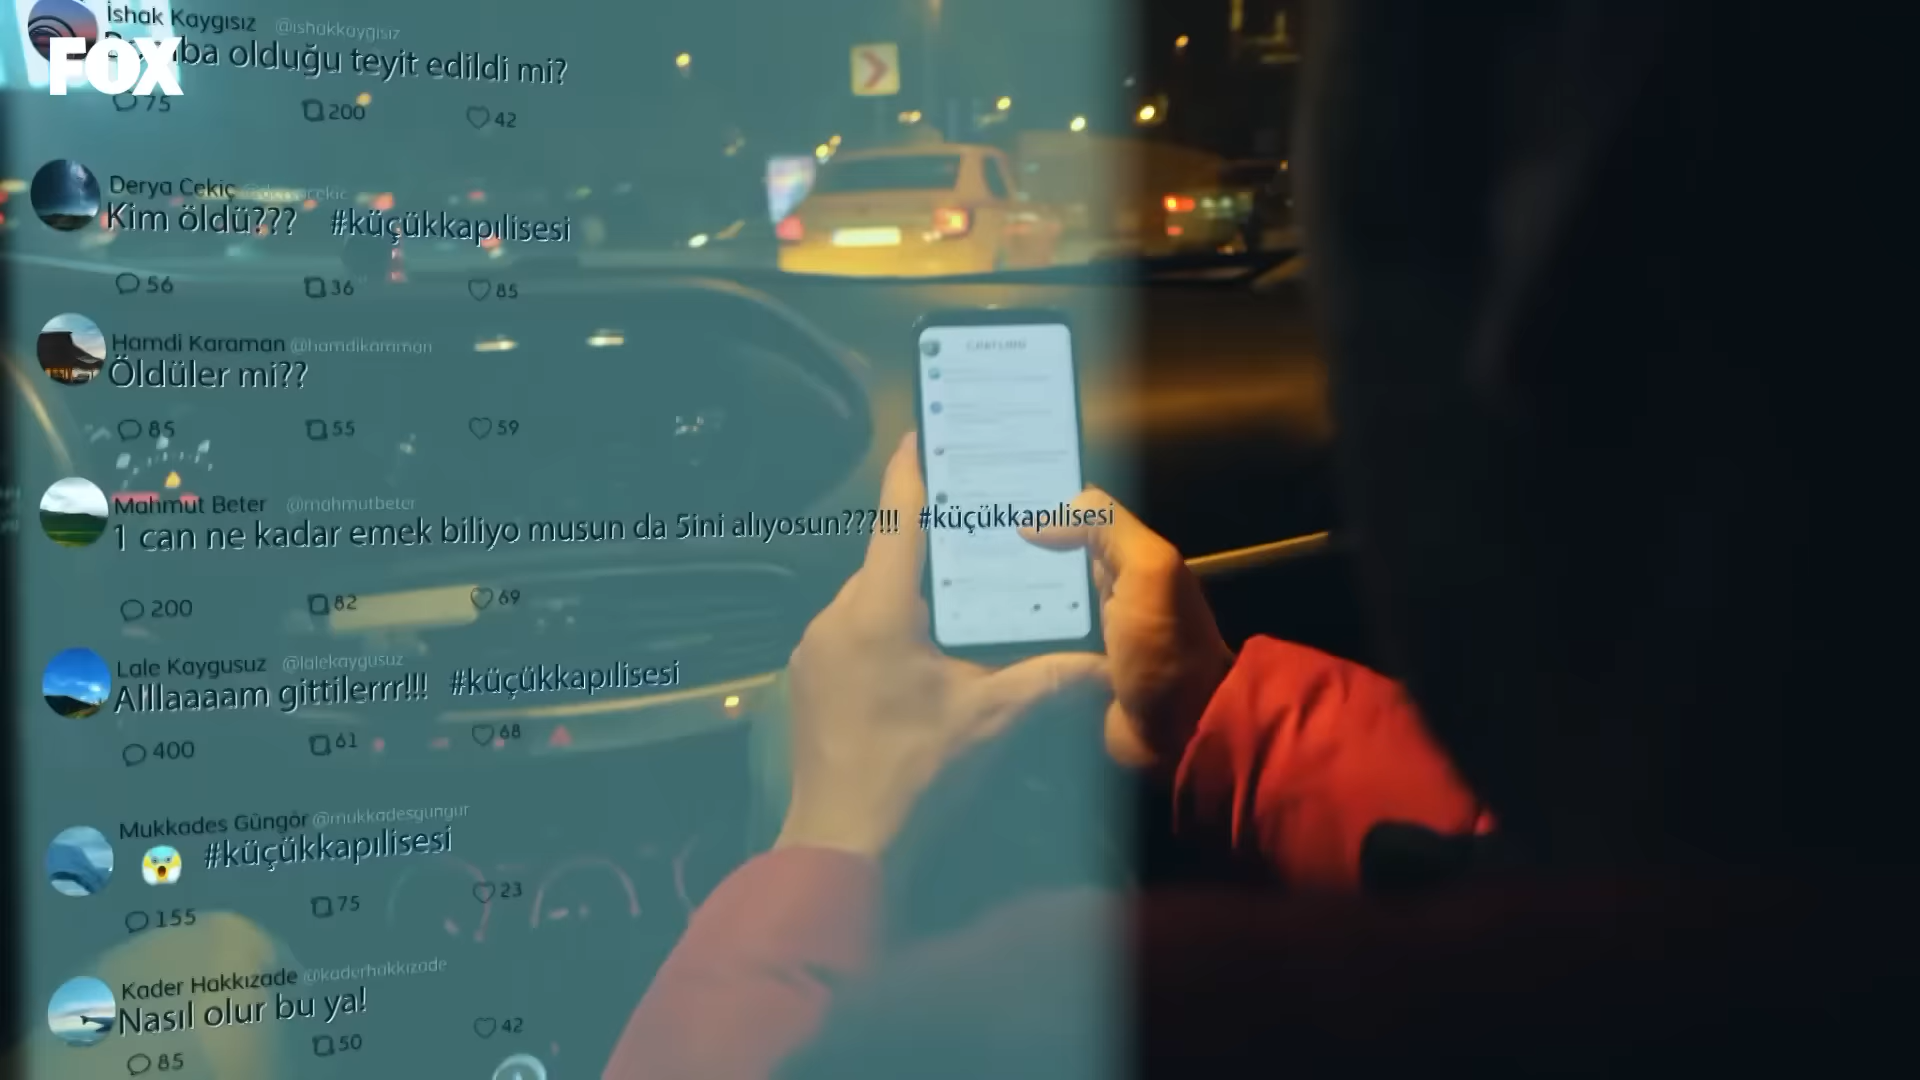 İshak Kaygısız @ishakkaygisiz
FOX
olduğu teyit edildi mi?
75 200 42
Derya Çekiç @deryacekic
Kim öldü??? #küçükkapılisesi
56 36 85
Hamdi Karaman @hamdikaraman
Öldüler mi??
85 55 59
Mahmut Beter @mahmutbeter
1 can ne kadar emek biliyo musun da 5ini alıyosun???!!! #küçükkapılisesi
200 82 69
Lale Kaygusuz @lalekaygusuz
Alllaaaam gittilerrr!!! #küçükkapılisesi
400 61 68
Mukkades Güngör @mukkadesgungur
😱 #küçükkapılisesi
155 75 23
Kader Hakkızade @kaderhakkizade
Nasıl olur bu ya!
85 50 42